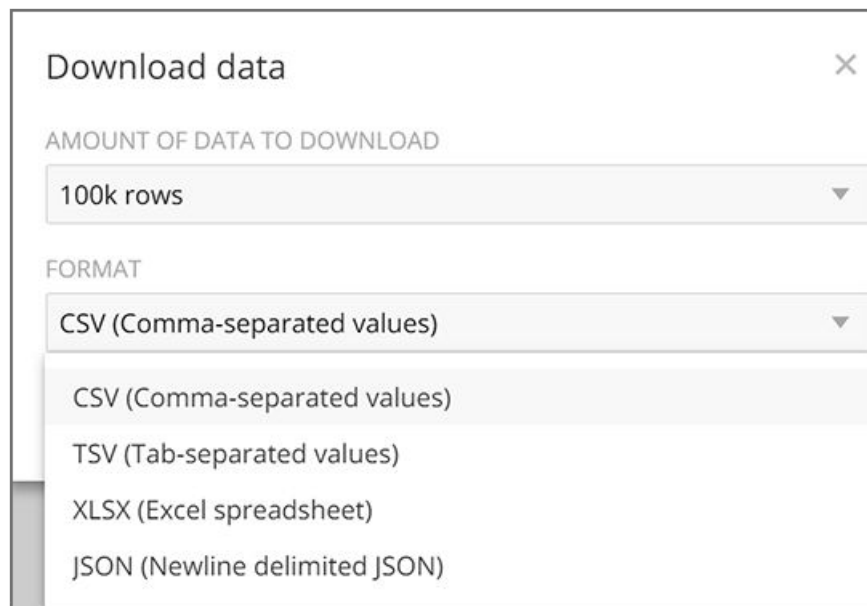 Download data
AMOUNT OF DATA TO DOWNLOAD
100k rows
FORMAT
CSV (Comma-separated values)
CSV (Comma-separated values)
TSV (Tab-separated values)
XLSX (Excel spreadsheet)
JSON (Newline delimited JSON)